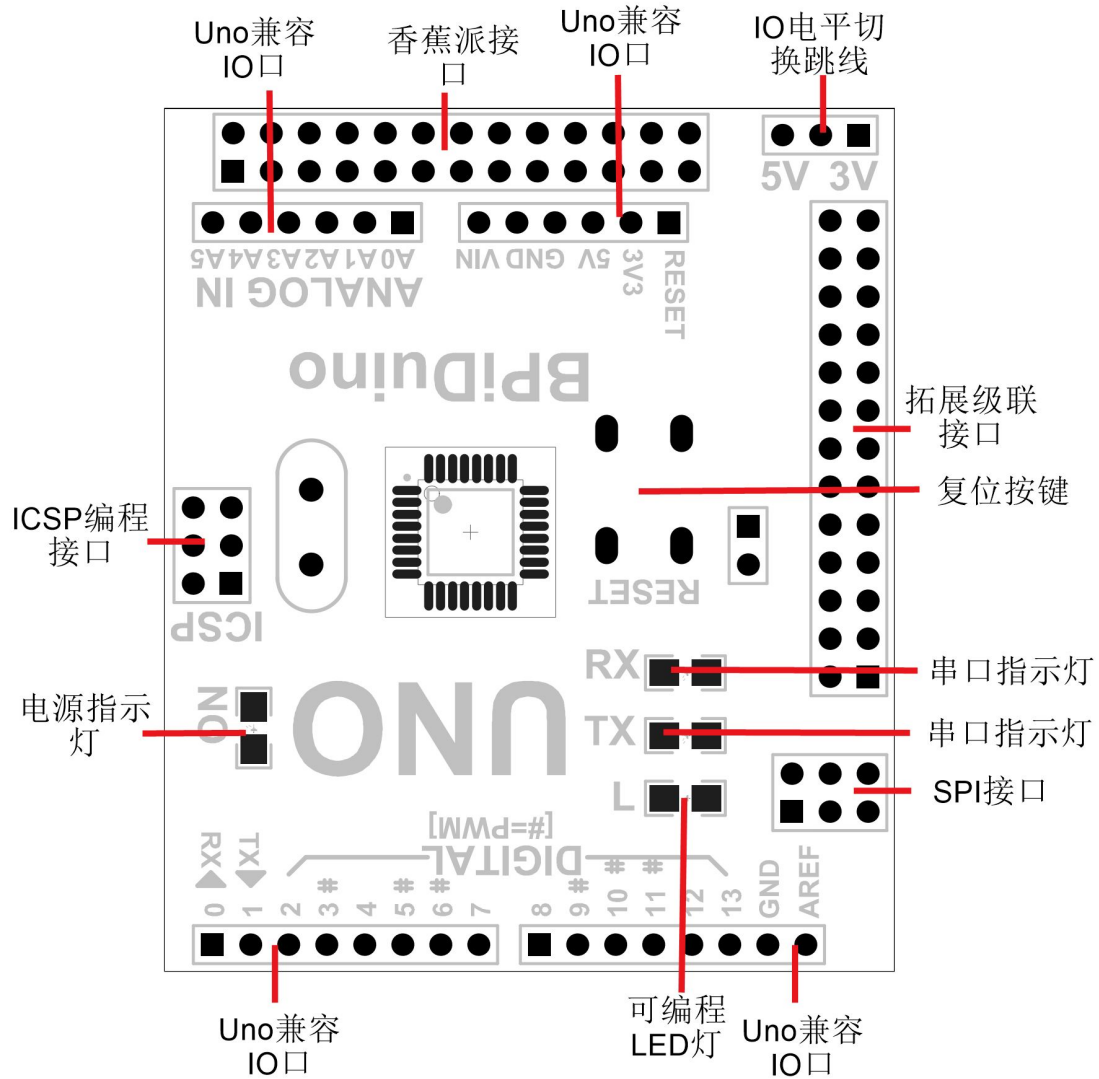 Uno兼容
IO口
香蕉派接
口
Uno兼容
IO口
IO电平切
换跳线
5V 3V
A5 A4 A3 A2 A1 A0
ANALOG IN
VIN GND 5V 3V3 RESET
BPiDuino
拓展级联
接口
复位按键
ICSP编程
接口
ICSP
RESET
RX
串口指示灯
电源指示
灯
ON
UNO
TX
串口指示灯
L
SPI接口
[#=PWM]
DIGITAL
RX TX
0 1 2 3# 4 5# 6# 7 8 9# 10# 11# 12 13 GND AREF
Uno兼容
IO口
可编程
LED灯
Uno兼容
IO口